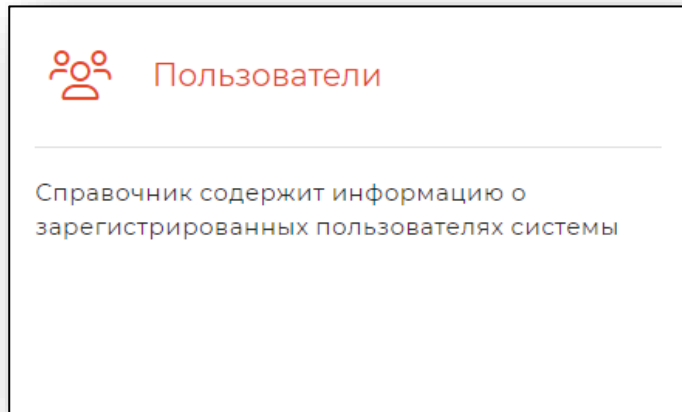 Пользователи
Справочник содержит информацию о
зарегистрированных пользователях системы